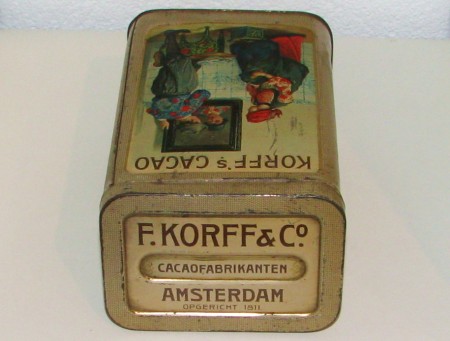 KORFF'S CACAO
F. KORFF & Co
CACAOFABRIKANTEN
AMSTERDAM
OPGERICHT 1811